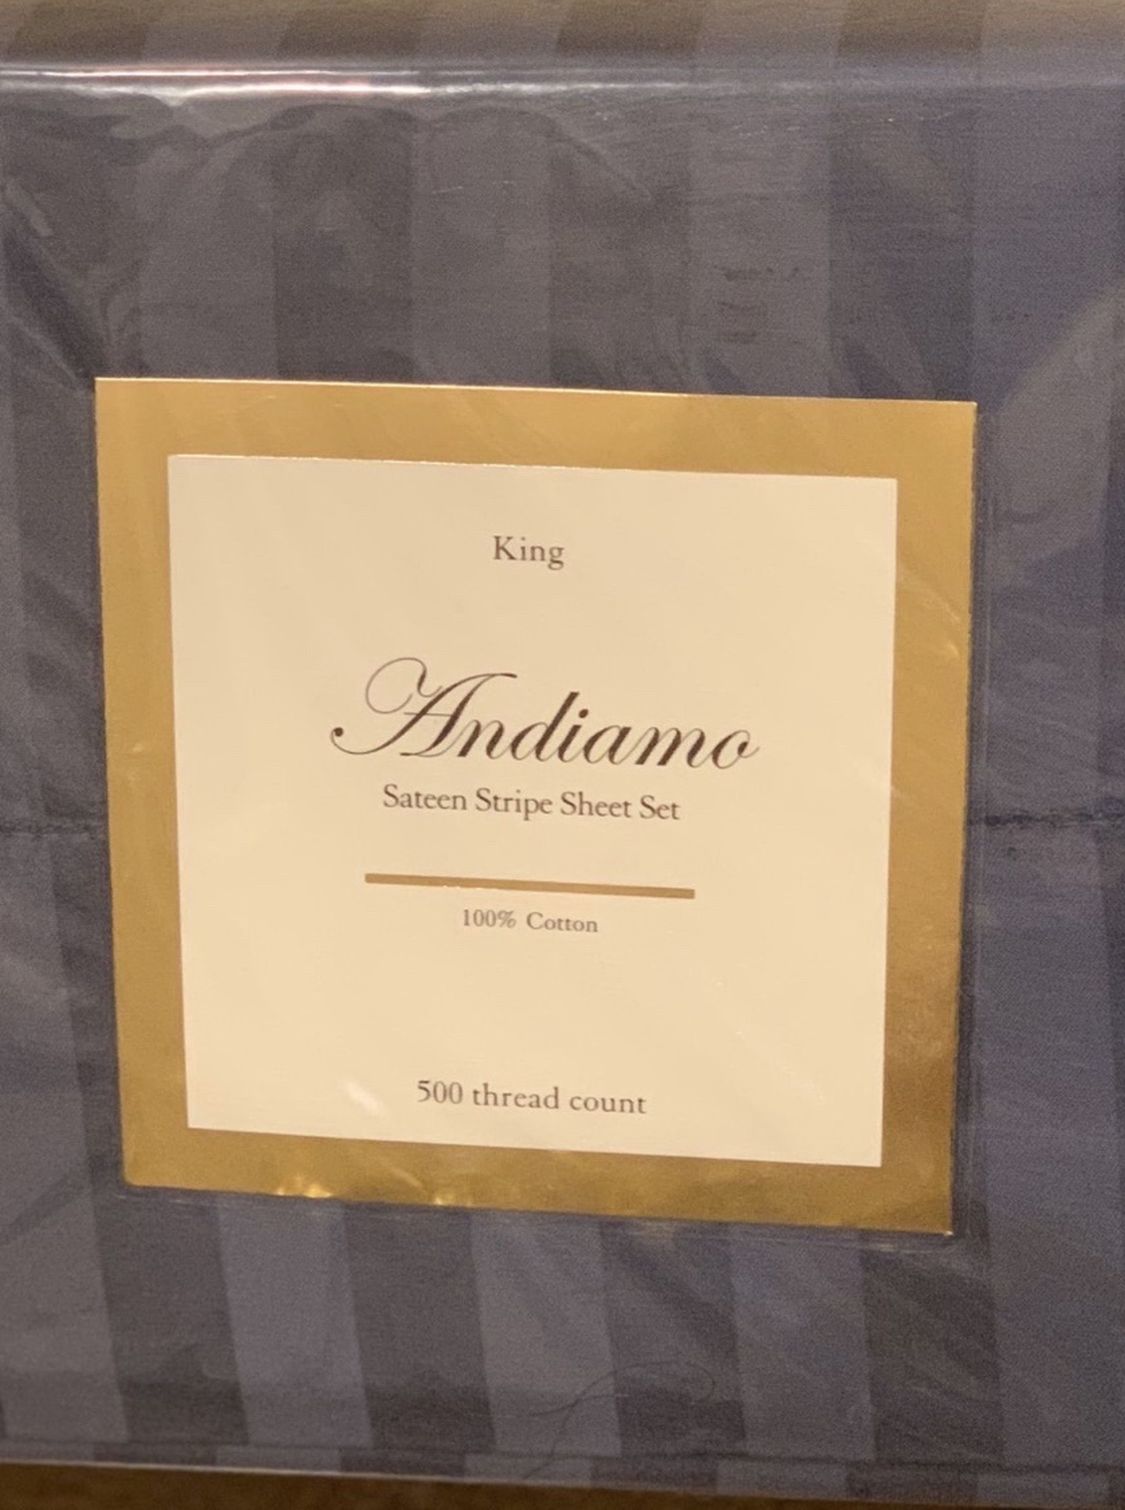 King
Andiamo
Sateen Stripe Sheet Set
100% Cotton
500 thread count